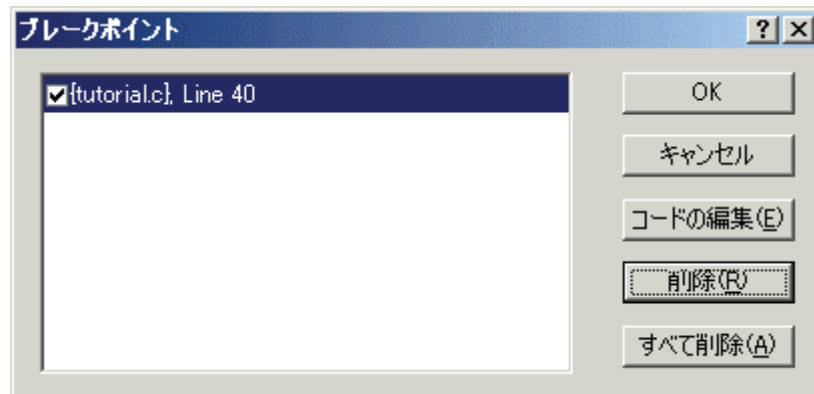 ブレークポイント
{tutorial.c}, Line 40
OK
キャンセル
コードの編集(E)
削除(R)
すべて削除(A)